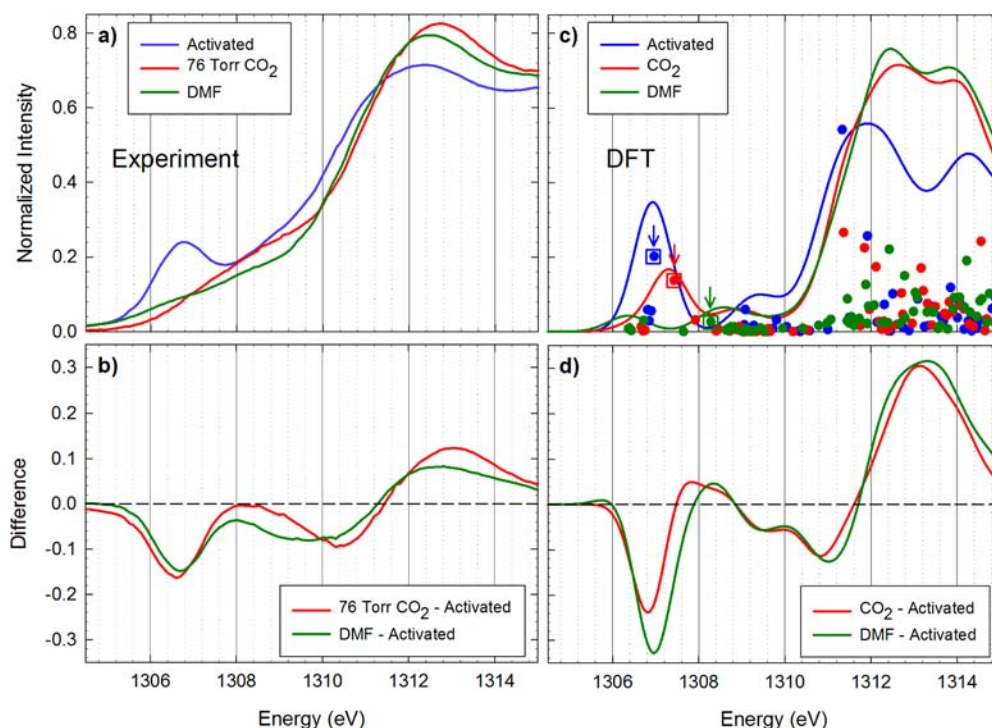 a)
Activated
76 Torr CO2
DMF
Experiment
Normalized Intensity
0.8
0.6
0.4
0.2
0.0
c)
Activated
CO2
DMF
DFT
b)
Difference
0.3
0.2
0.1
0.0
-0.1
-0.2
-0.3
76 Torr CO2 - Activated
DMF - Activated
1306 1308 1310 1312 1314
Energy (eV)
d)
CO2 - Activated
DMF - Activated
1306 1308 1310 1312 1314
Energy (eV)